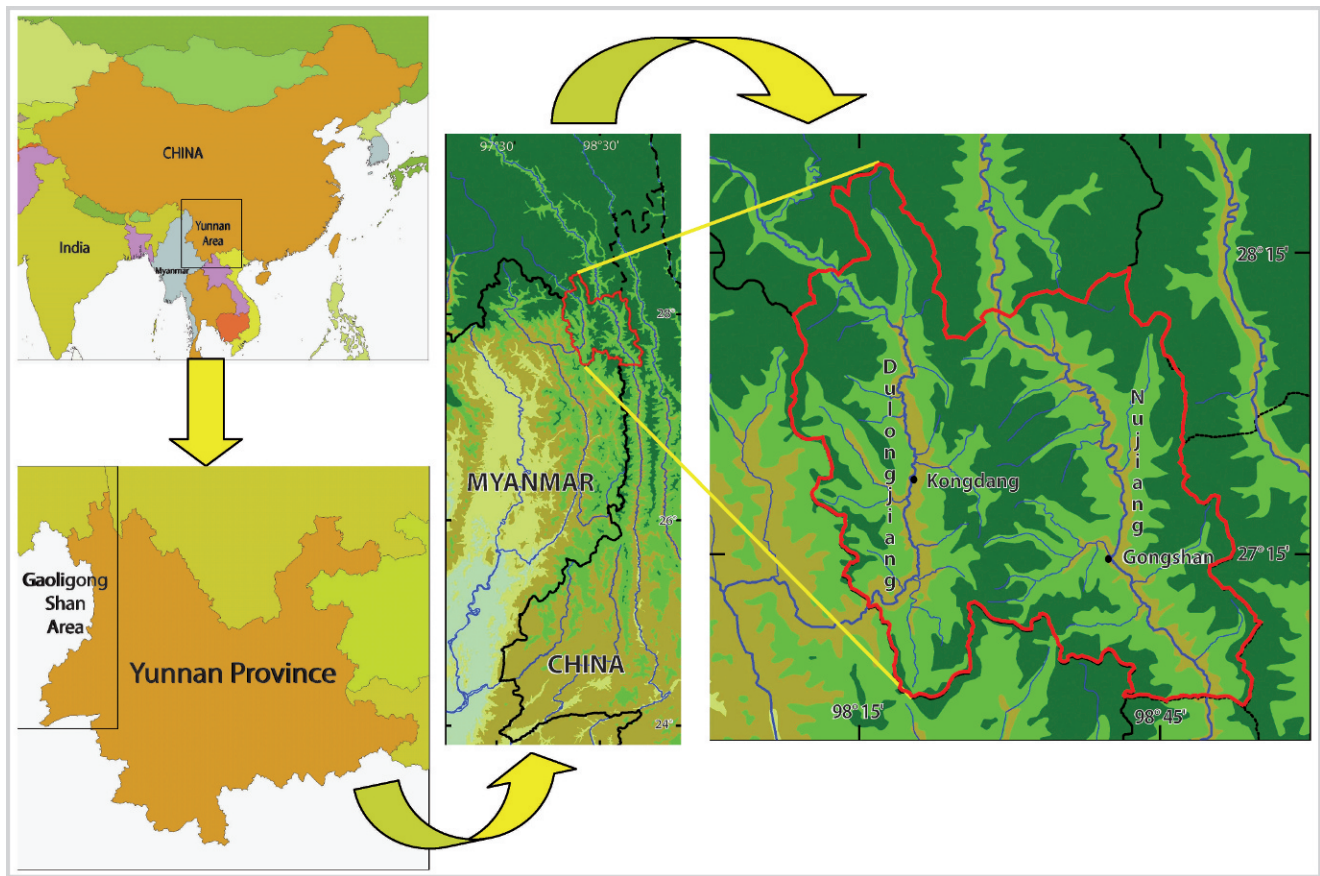 CHINA
India
Yunnan
Area
Myanmar
Gaoligong
Shan
Area
Yunnan Province
97°30
98°30'
28°
MYANMAR
26°
CHINA
24°
28° 15'
Dulongjiang
Nujiang
Kongdang
Gongshan
27° 15'
98° 15'
98° 45'